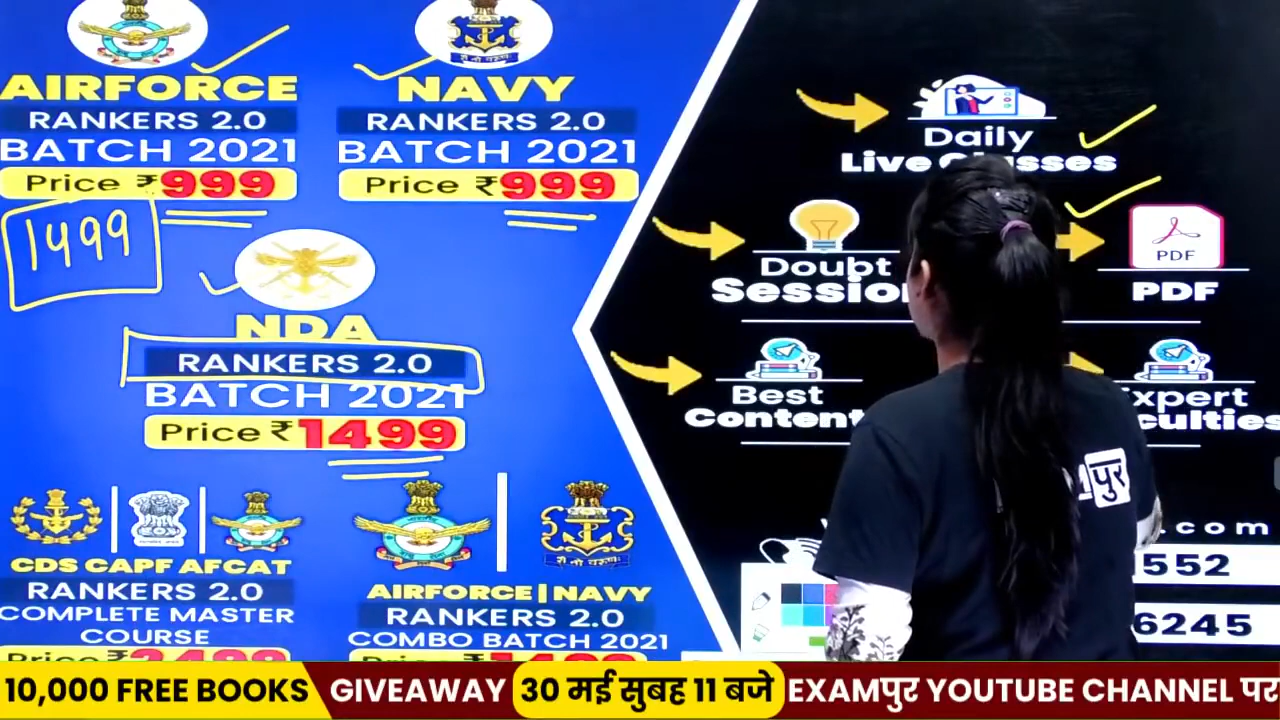 AIRFORCE
RANKERS 2.0
BATCH 2021
Price ₹999
NAVY
RANKERS 2.0
BATCH 2021
Price ₹999
1499
NDA
RANKERS 2.0
BATCH 2021
Price ₹1499
CDS CAPF AFCAT
RANKERS 2.0
COMPLETE MASTER
COURSE
AIRFORCE | NAVY
RANKERS 2.0
COMBO BATCH 2021
Daily
Live
Doubt
PDF
PDF
Best
पुर
.com
552
6245
10,000 FREE BOOKS GIVEAWAY 30 मई सुबह 11 बजे EXAMपुर YOUTUBE CHANNEL पर